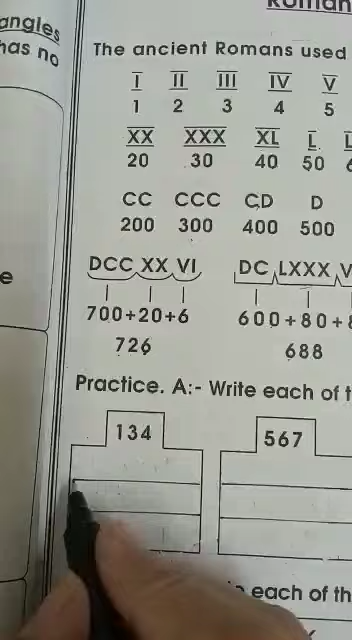 angles
has no
Roman
The ancient Romans used
I II III IV V
1 2 3 4 5
XX XXX XL L
20 30 40 50
CC CCC CD D
200 300 400 500
DCC XX VI DC LXXX V
700+20+6 600+80+8
726 688
Practice. A:- Write each of
134 567
each of